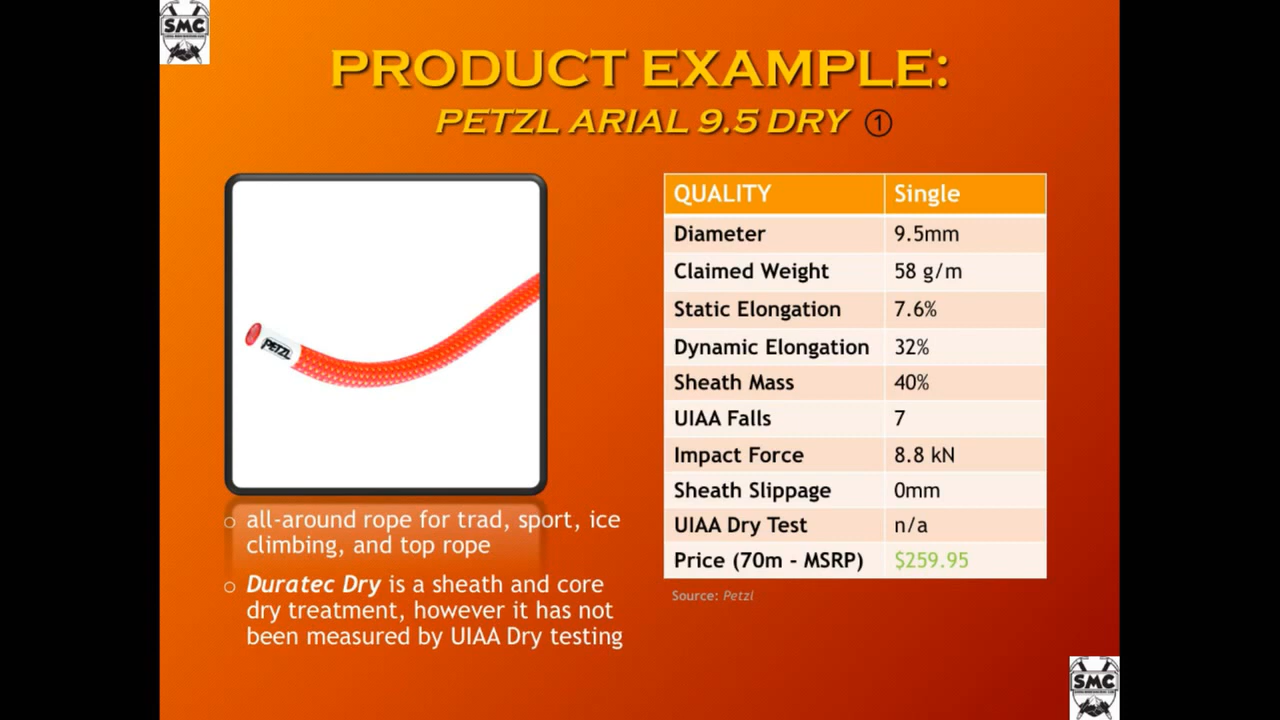 SMC
PRODUCT EXAMPLE:
PETZL ARIAL 9.5 DRY ①
PETZL
QUALITY Single
Diameter 9.5mm
Claimed Weight 58 g/m
Static Elongation 7.6%
Dynamic Elongation 32%
Sheath Mass 40%
UIAA Falls 7
Impact Force 8.8 kN
Sheath Slippage 0mm
UIAA Dry Test n/a
Price (70m - MSRP) $259.95
Source: Petzl
all-around rope for trad, sport, ice
climbing, and top rope
Duratec Dry is a sheath and core
dry treatment, however it has not
been measured by UIAA Dry testing
SMC